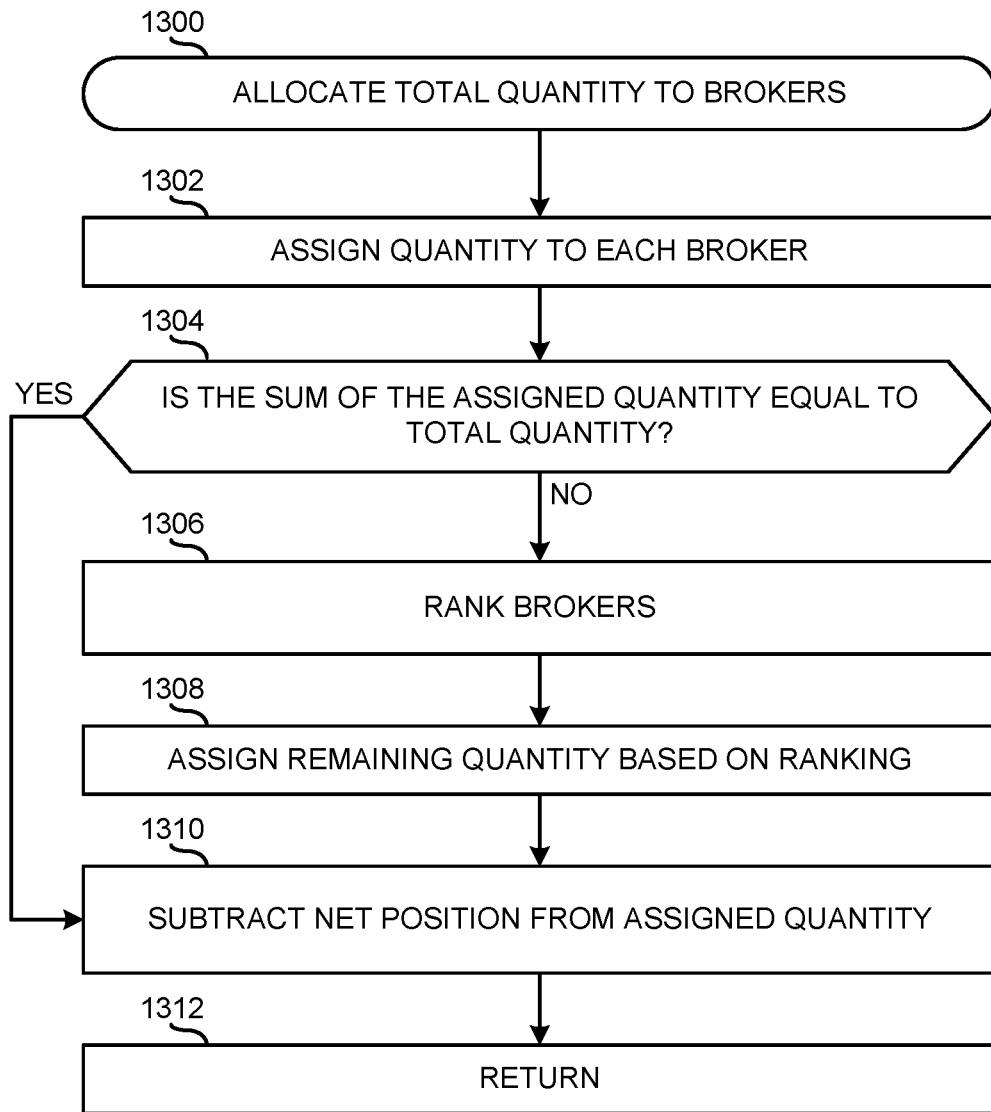 1300
ALLOCATE TOTAL QUANTITY TO BROKERS
1302
ASSIGN QUANTITY TO EACH BROKER
1304
YES
IS THE SUM OF THE ASSIGNED QUANTITY EQUAL TO
TOTAL QUANTITY?
NO
1306
RANK BROKERS
1308
ASSIGN REMAINING QUANTITY BASED ON RANKING
1310
SUBTRACT NET POSITION FROM ASSIGNED QUANTITY
1312
RETURN